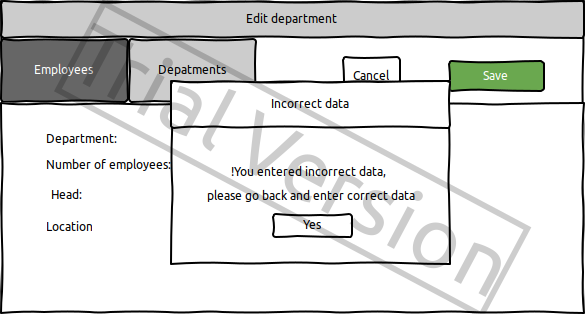 Edit department
Employees
Depatments
Cancel
Save
Incorrect data
Department:
Number of employees:
!You entered incorrect data,
please go back and enter correct data
Head:
Yes
Location
Trial Version